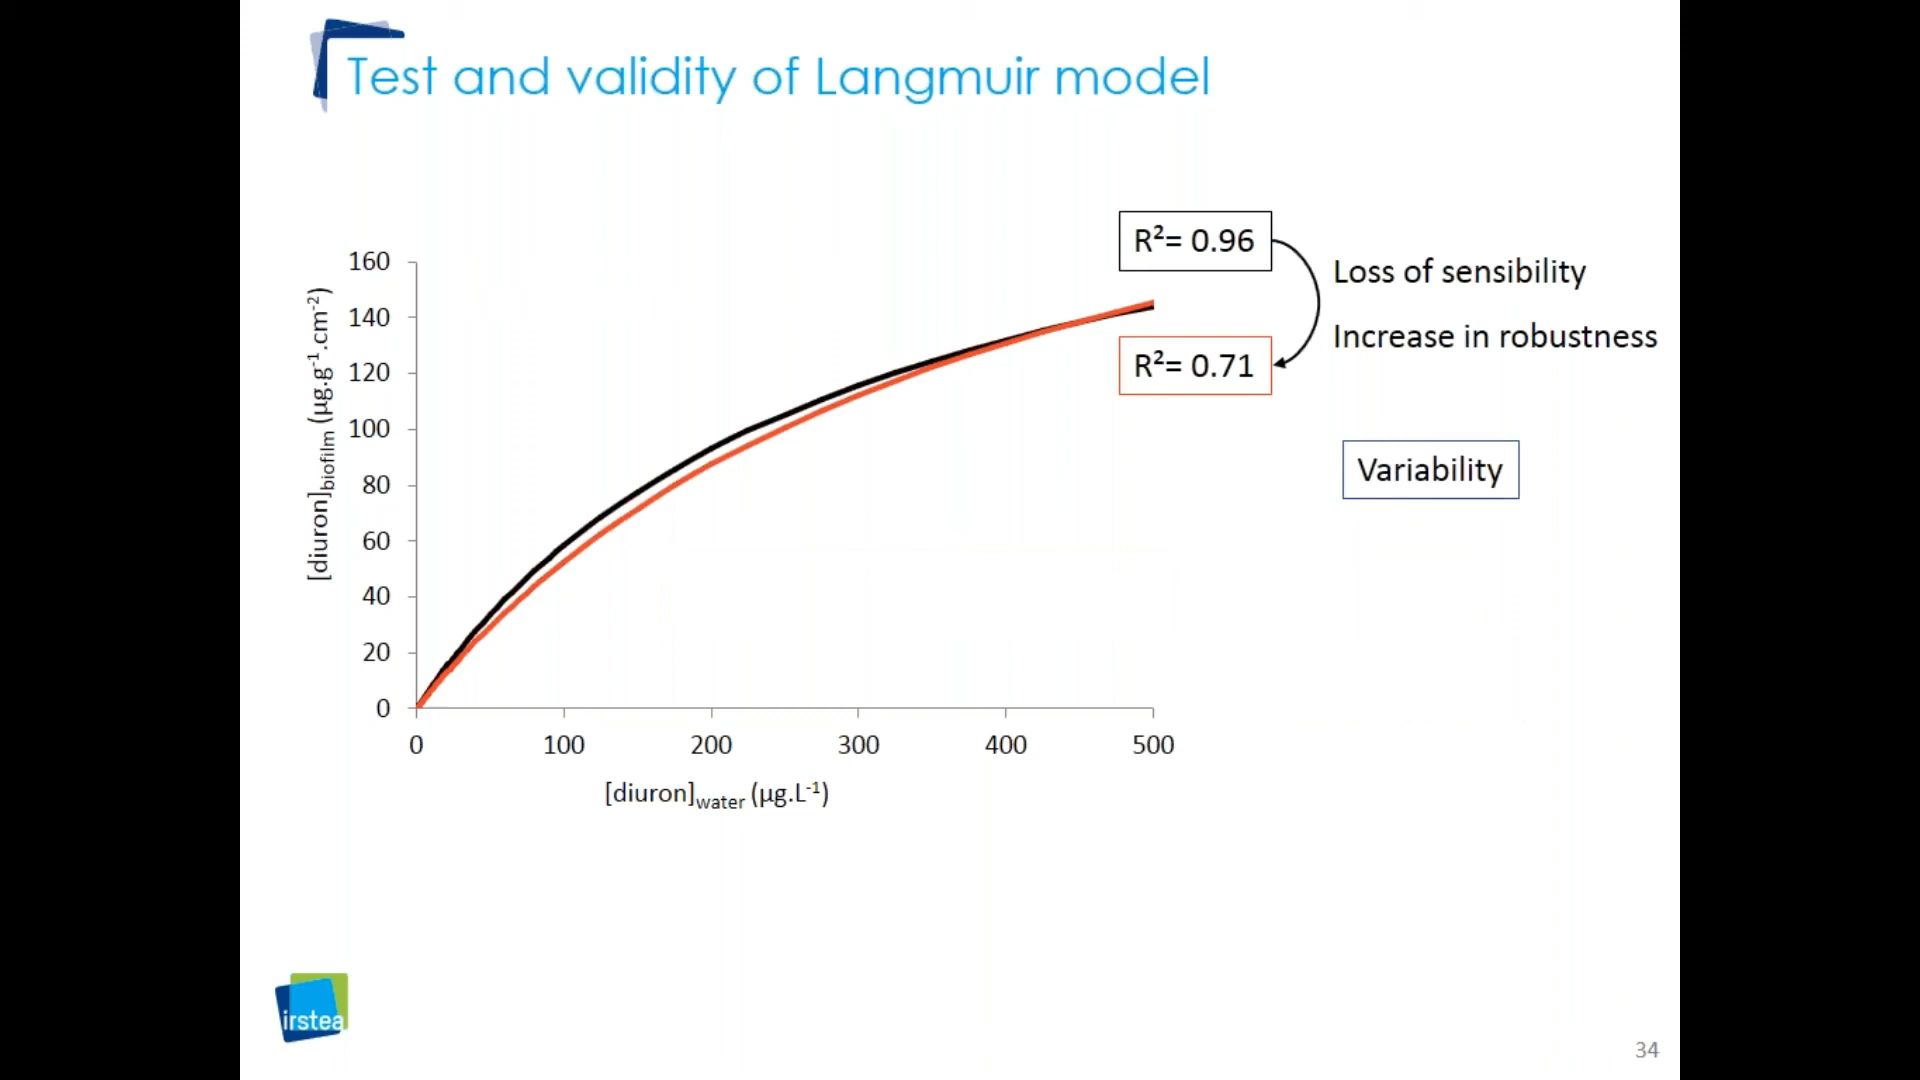 Test and validity of Langmuir model
R²= 0.96
Loss of sensibility
Increase in robustness
R²= 0.71
Variability
160
140
120
100
80
60
40
20
0
[diuron]biofilm (µg.g-1.cm-2)
0 100 200 300 400 500
[diuron]water (µg.L-1)
irstea
34